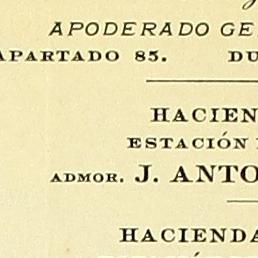 APODERADO GE
APARTADO 85. DU
HACIEN
ESTACIÓN
ADMOR. J. ANTO
HACIENDA